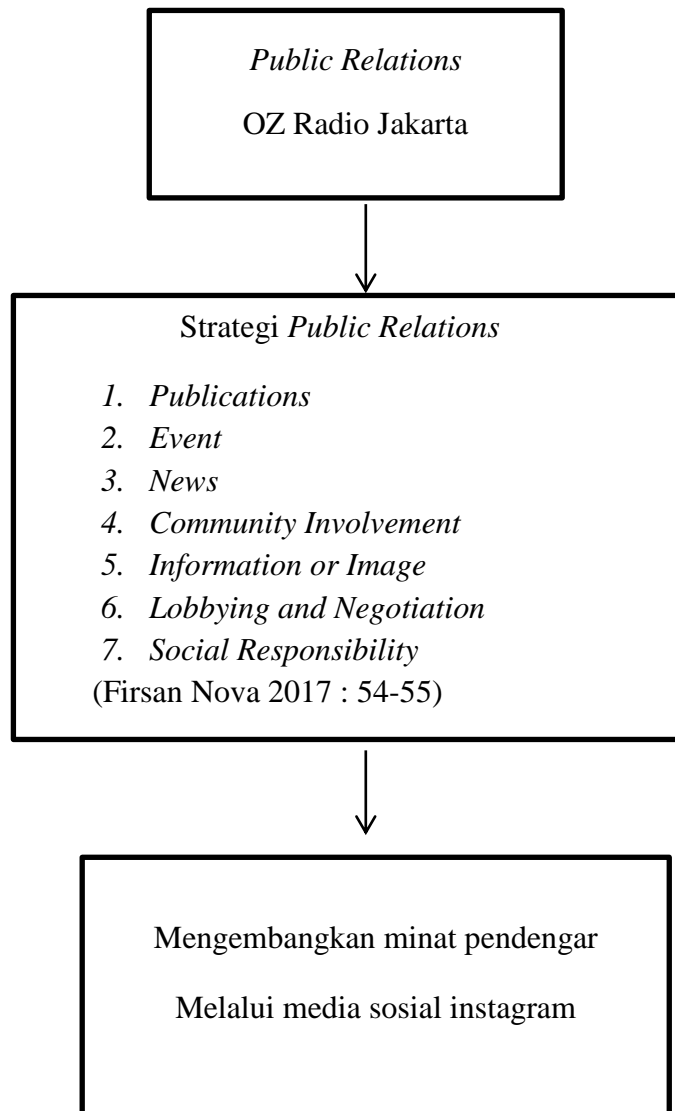 Public Relations
OZ Radio Jakarta
Strategi Public Relations
1. Publications
2. Event
3. News
4. Community Involvement
5. Information or Image
6. Lobbying and Negotiation
7. Social Responsibility
(Firsan Nova 2017 : 54-55)
Mengembangkan minat pendengar
Melalui media sosial instagram